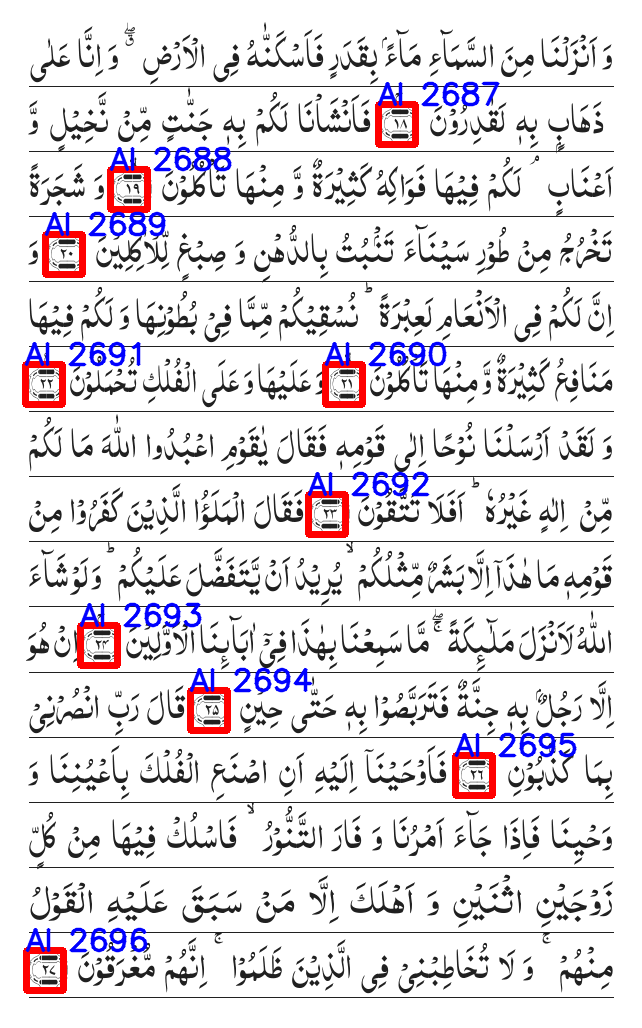 وَ اَنْزَلْنَا مِنَ السَّمَآءِ مَآءًۢ بِقَدَرٍ فَاَسْكَنّٰهُ فِی الْاَرْضِ ۖۗ وَ اِنَّا عَلٰی
AI 2687
ذَهَابٍۭ بِهٖ لَقٰدِرُوْنَ ﴿۱۸﴾ فَاَنْشَاْنَا لَكُمْ بِهٖ جَنّٰتٍ مِّنْ نَّخِیْلٍ وَّ
AI 2688
اَعْنَابٍ ۘ لَكُمْ فِیْهَا فَوَاكِهُ كَثِیْرَةٌ وَّ مِنْهَا تَاْكُلُوْنَ ﴿۱۹﴾ وَ شَجَرَةً
AI 2689
تَخْرُجُ مِنْ طُوْرِ سَیْنَآءَ تَنْۢبُتُ بِالدُّهْنِ وَ صِبْغٍ لِّلْاٰكِلِیْنَ ﴿۲۰﴾ وَ
اِنَّ لَكُمْ فِی الْاَنْعَامِ لَعِبْرَةً ؕ نُسْقِیْكُمْ مِّمَّا فِیْ بُطُوْنِهَا وَ لَكُمْ فِیْهَا
AI 2690 AI 2691
مَنَافِعُ كَثِیْرَةٌ وَّ مِنْهَا تَاْكُلُوْنَ ﴿۲۱﴾ وَ عَلَیْهَا وَ عَلَی الْفُلْكِ تُحْمَلُوْنَ ﴿۲۲﴾
وَ لَقَدْ اَرْسَلْنَا نُوْحًا اِلٰی قَوْمِهٖ فَقَالَ یٰقَوْمِ اعْبُدُوا اللّٰهَ مَا لَكُمْ
AI 2692
مِّنْ اِلٰهٍ غَیْرُهٗ ؕ اَفَلَا تَتَّقُوْنَ ﴿۲۳﴾ فَقَالَ الْمَلَؤُا الَّذِیْنَ كَفَرُوْا مِنْ
قَوْمِهٖ مَا هٰذَاۤ اِلَّا بَشَرٌ مِّثْلُكُمْ ۙ یُرِیْدُ اَنْ یَّتَفَضَّلَ عَلَیْكُمْ ؕ وَ لَوْ شَآءَ
AI 2693
اللّٰهُ لَاَنْزَلَ مَلٰٓىِٕكَةً ۖۚ مَّا سَمِعْنَا بِهٰذَا فِیْۤ اٰبَآىِٕنَا الْاَوَّلِیْنَ ﴿۲۴﴾ اِنْ هُوَ
AI 2694
اِلَّا رَجُلٌۢ بِهٖ جِنَّةٌ فَتَرَبَّصُوْا بِهٖ حَتّٰی حِیْنٍ ﴿۲۵﴾ قَالَ رَبِّ انْصُرْنِیْ
AI 2695
بِمَا كَذَّبُوْنِ ﴿۲۶﴾ فَاَوْحَیْنَاۤ اِلَیْهِ اَنِ اصْنَعِ الْفُلْكَ بِاَعْیُنِنَا وَ
وَحْیِنَا فَاِذَا جَآءَ اَمْرُنَا وَ فَارَ التَّنُّوْرُ ۙ فَاسْلُكْ فِیْهَا مِنْ كُلٍّ
زَوْجَیْنِ اثْنَیْنِ وَ اَهْلَكَ اِلَّا مَنْ سَبَقَ عَلَیْهِ الْقَوْلُ
AI 2696
مِنْهُمْ ۚ وَ لَا تُخَاطِبْنِیْ فِی الَّذِیْنَ ظَلَمُوْا ۚ اِنَّهُمْ مُّغْرَقُوْنَ ﴿۲۷﴾